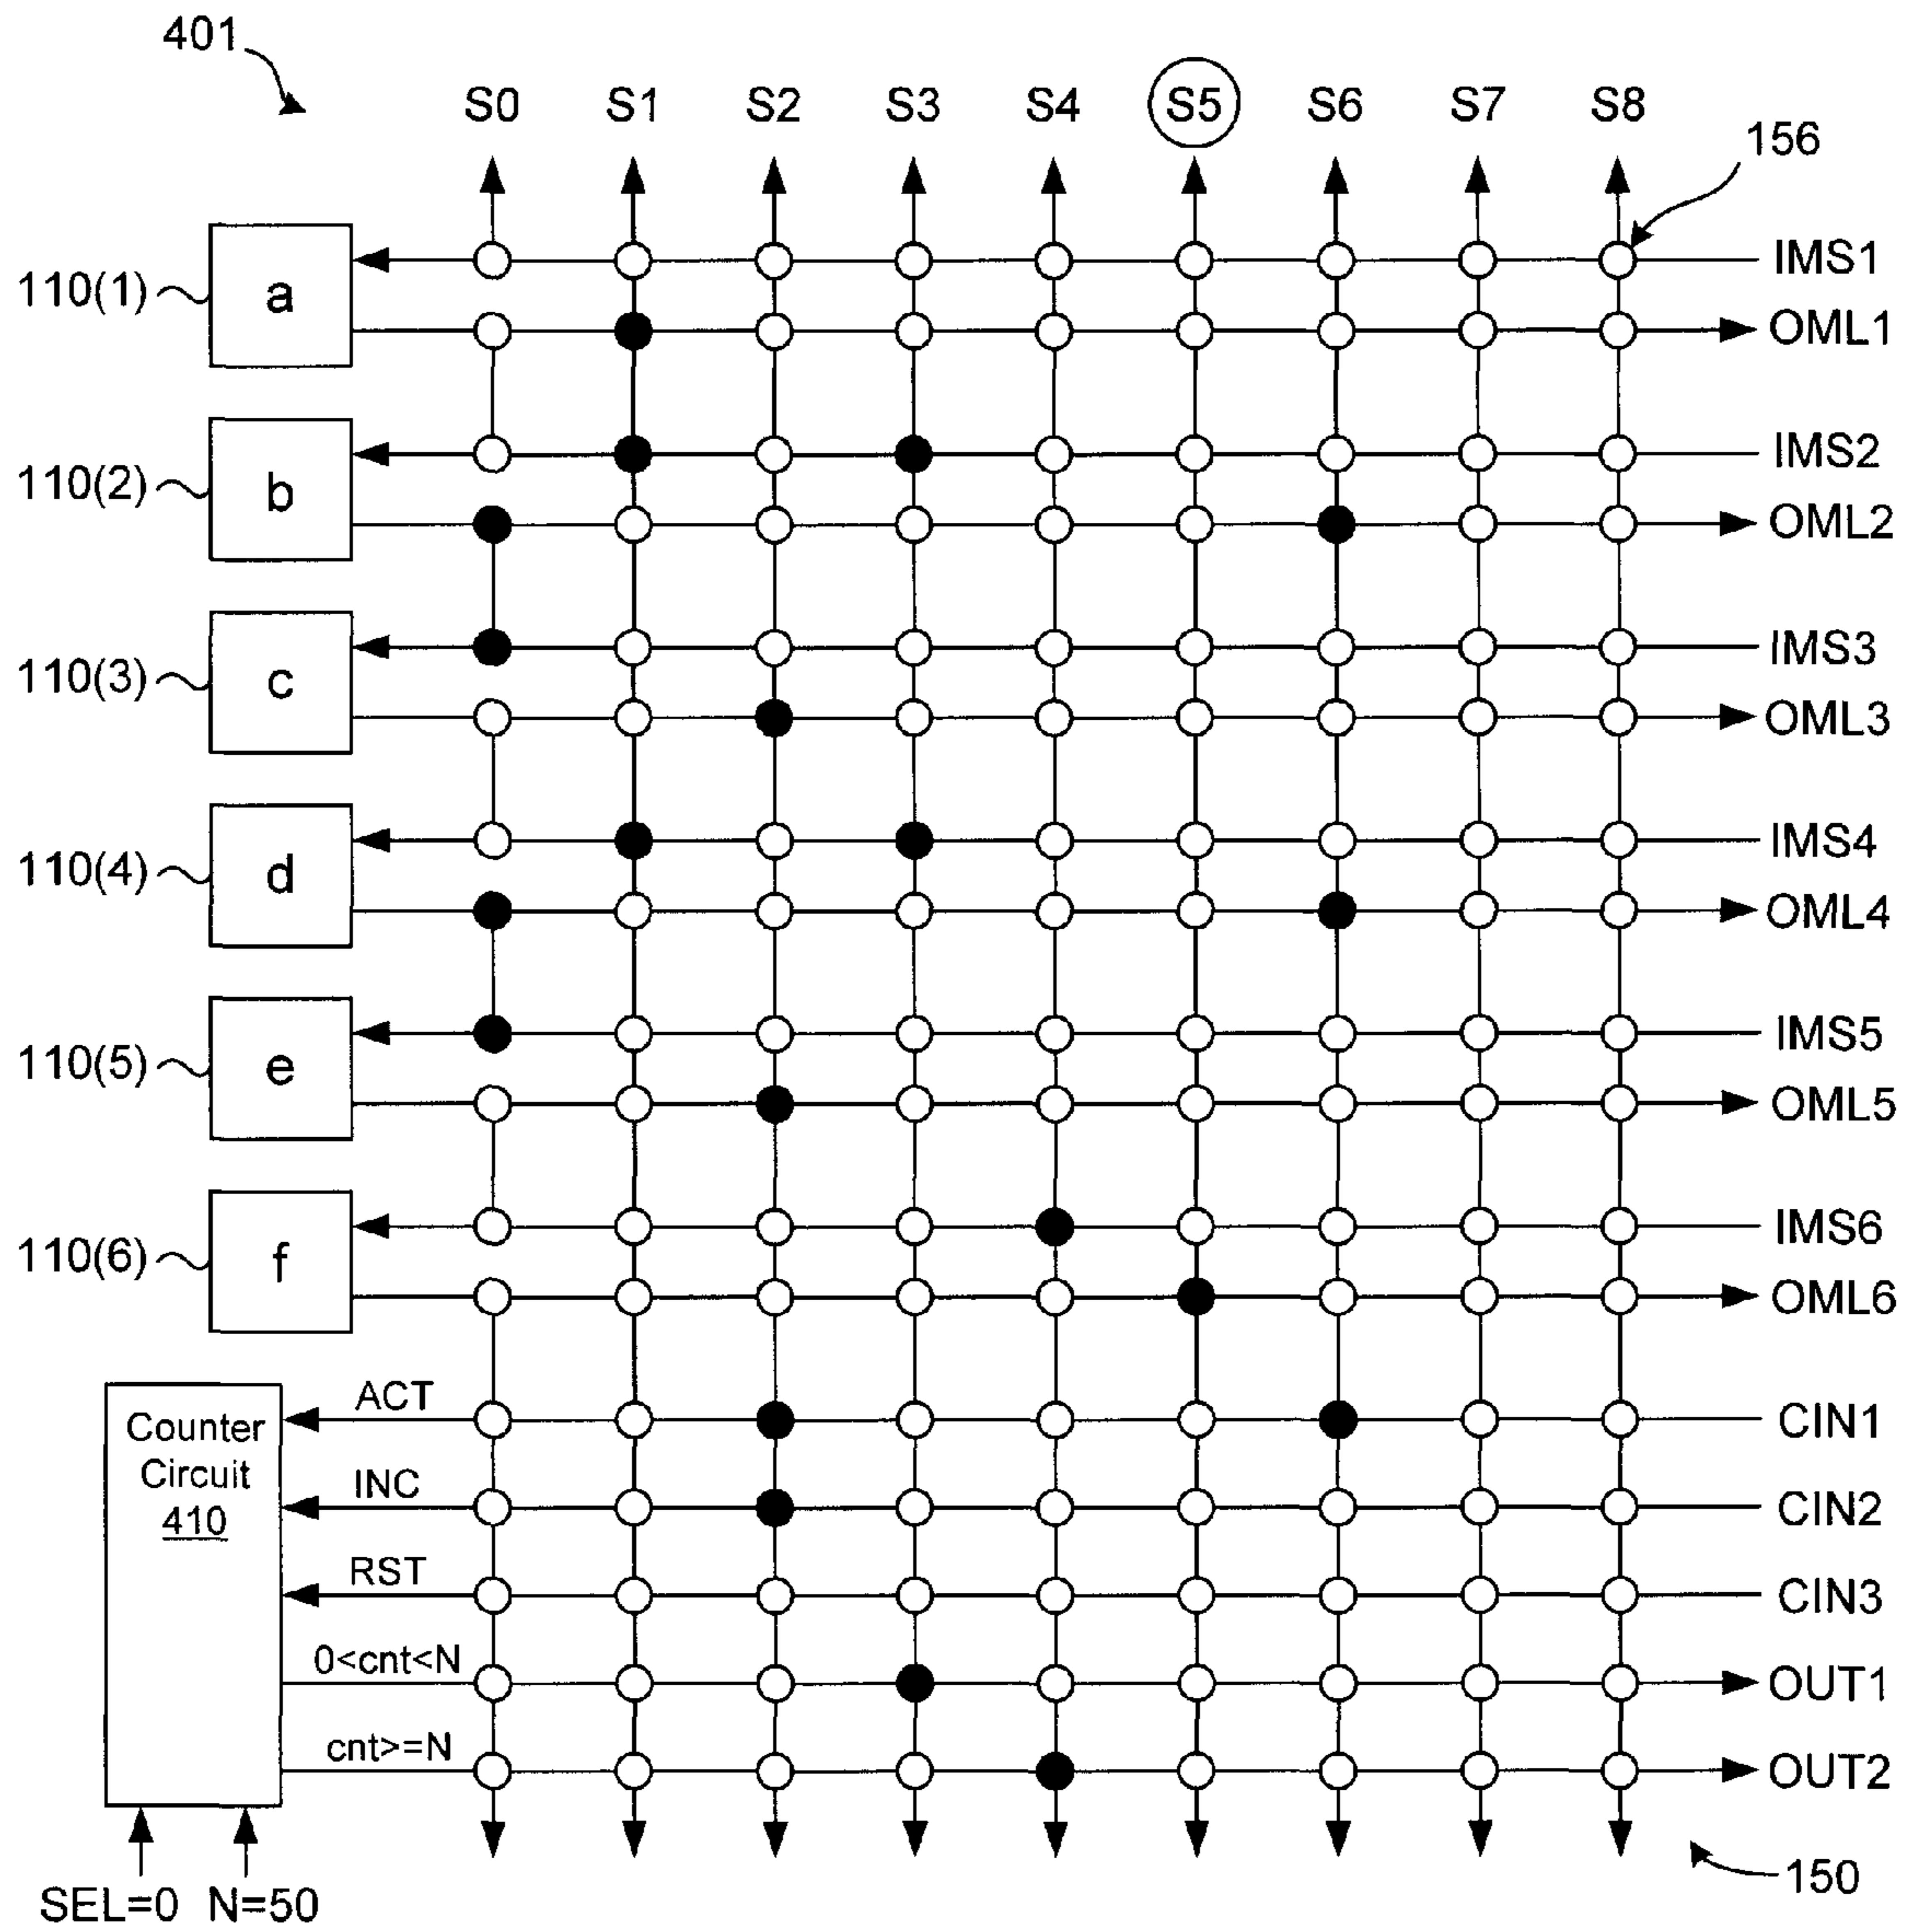 401
S0 S1 S2 S3 S4 S5 S6 S7 S8
156
110(1) a IMS1
OML1
110(2) b IMS2
OML2
110(3) c IMS3
OML3
110(4) d IMS4
OML4
110(5) e IMS5
OML5
110(6) f IMS6
OML6
Counter
Circuit
410
ACT CIN1
INC CIN2
RST CIN3
0<cnt<N OUT1
cnt>=N OUT2
SEL=0 N=50
150